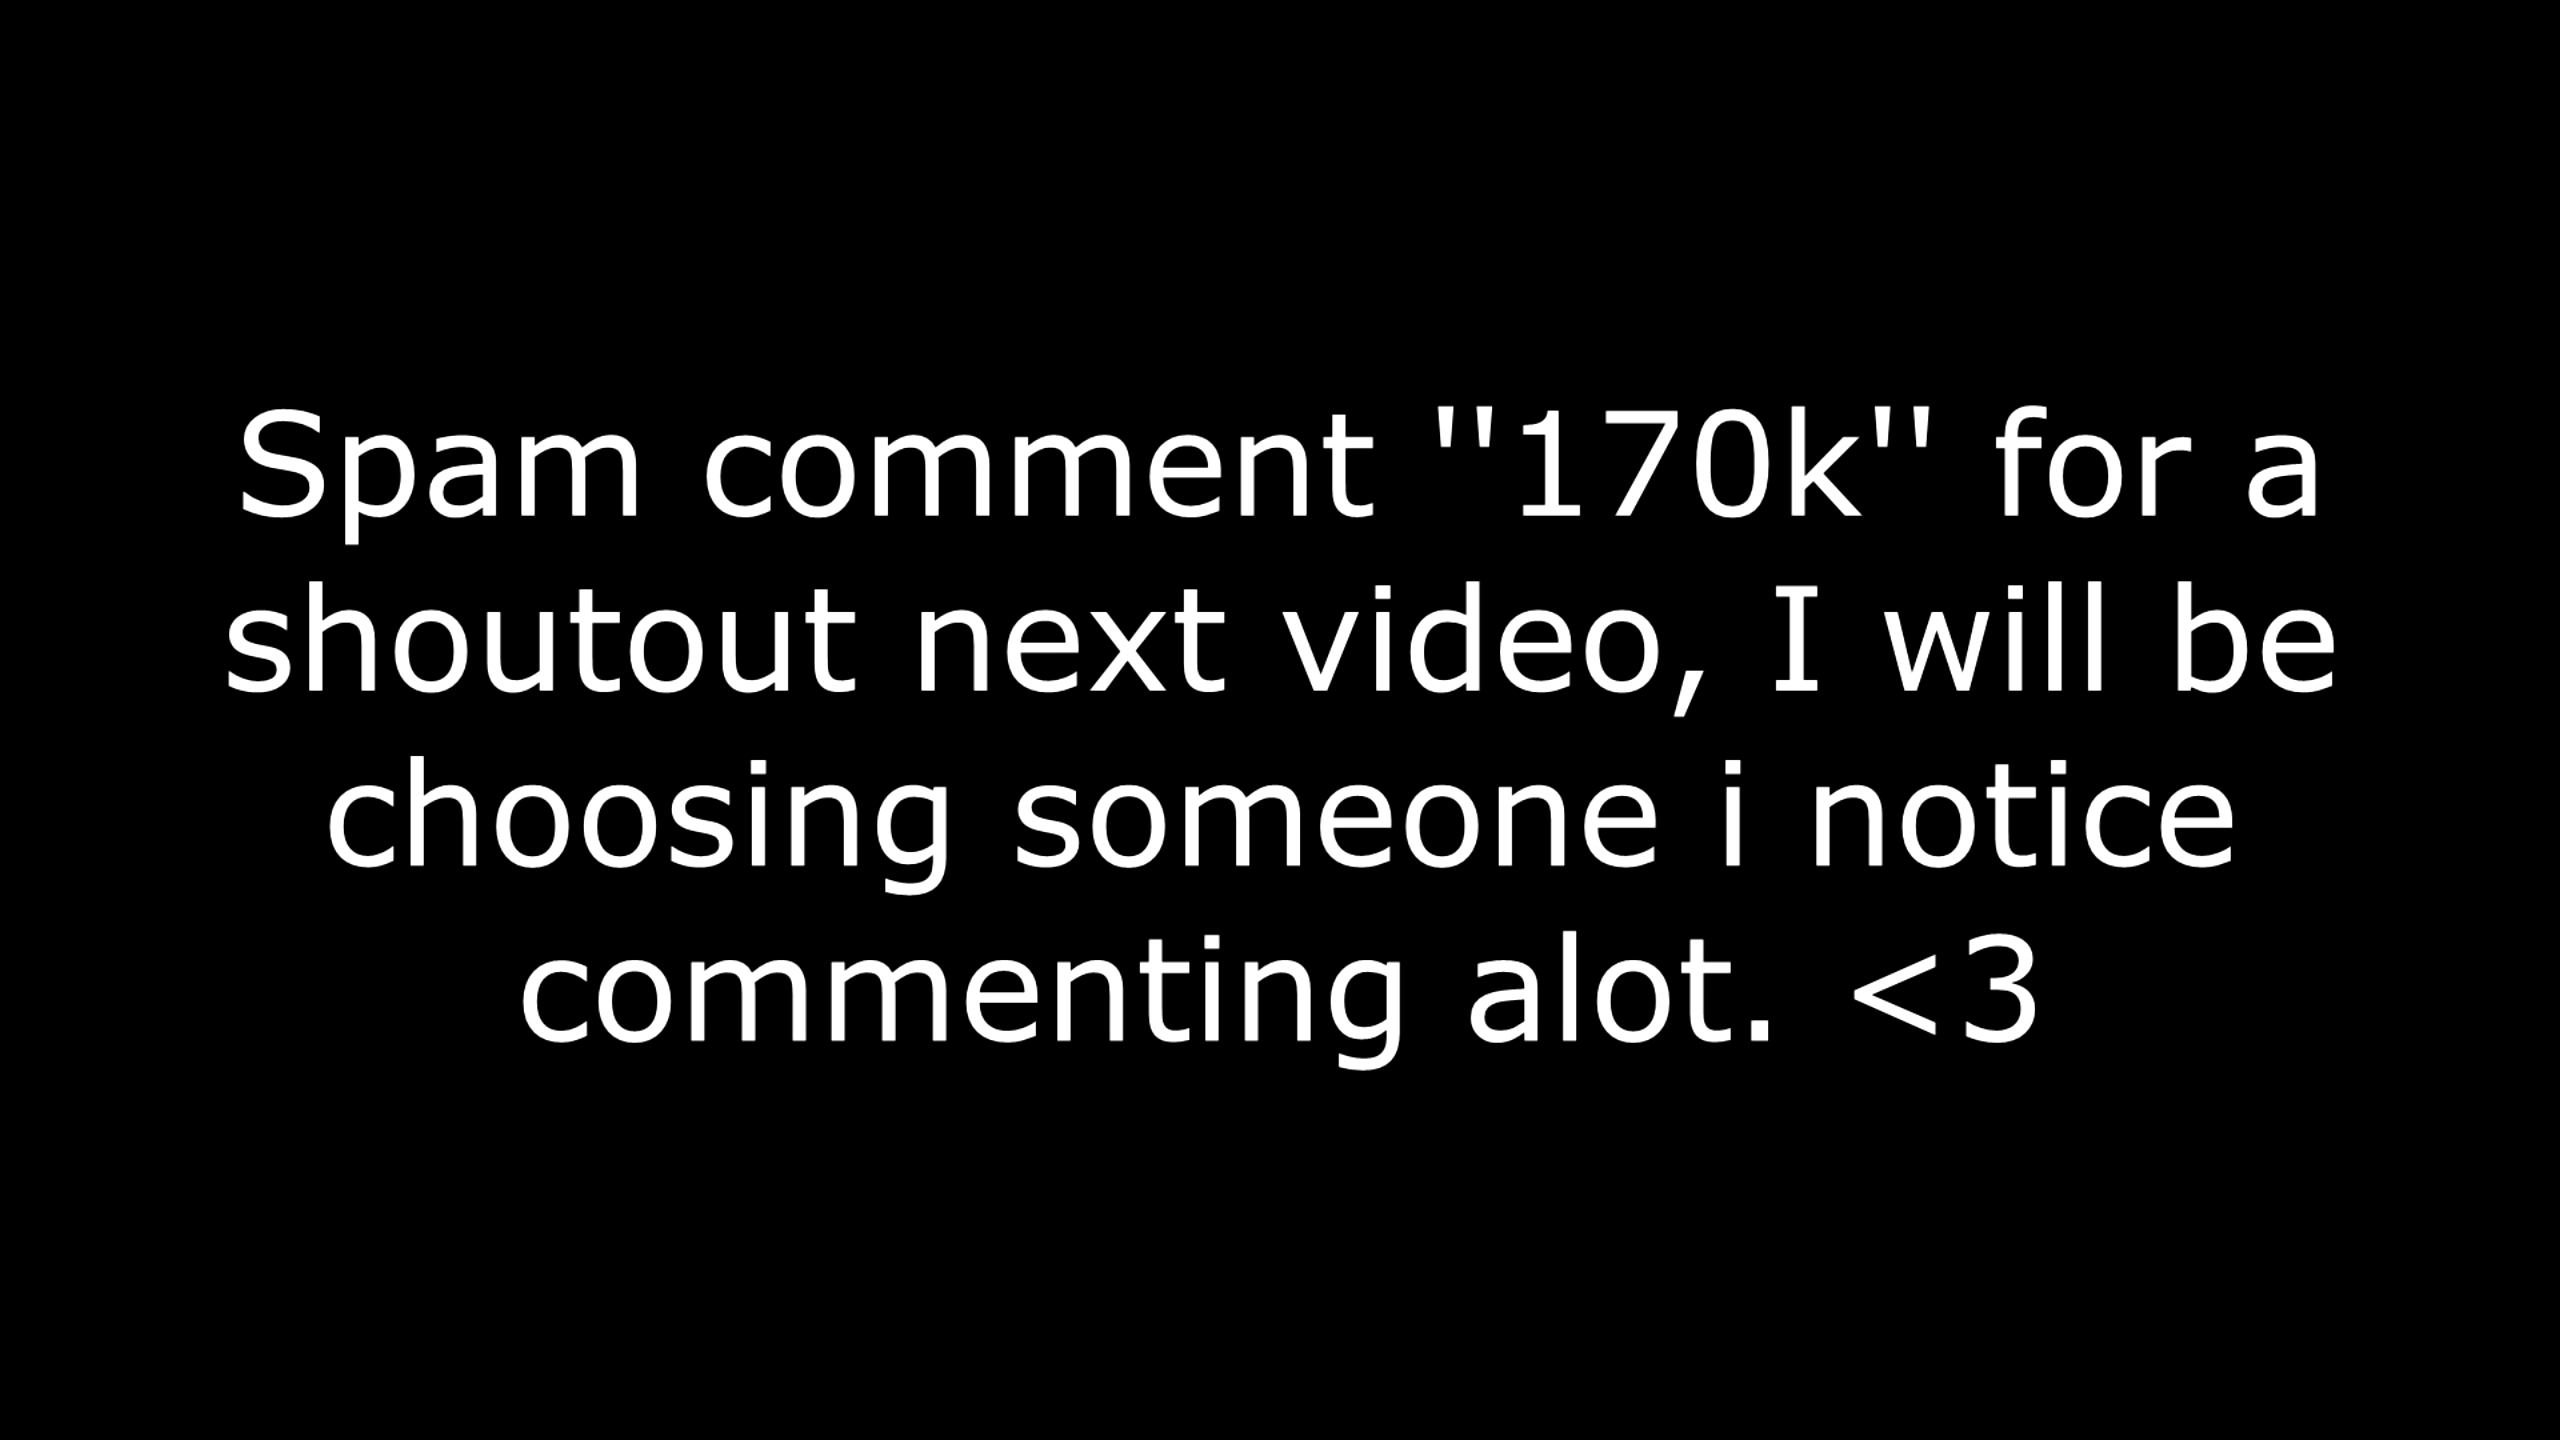 Spam comment "170k" for a
shoutout next video, I will be
choosing someone i notice
commenting alot. <3